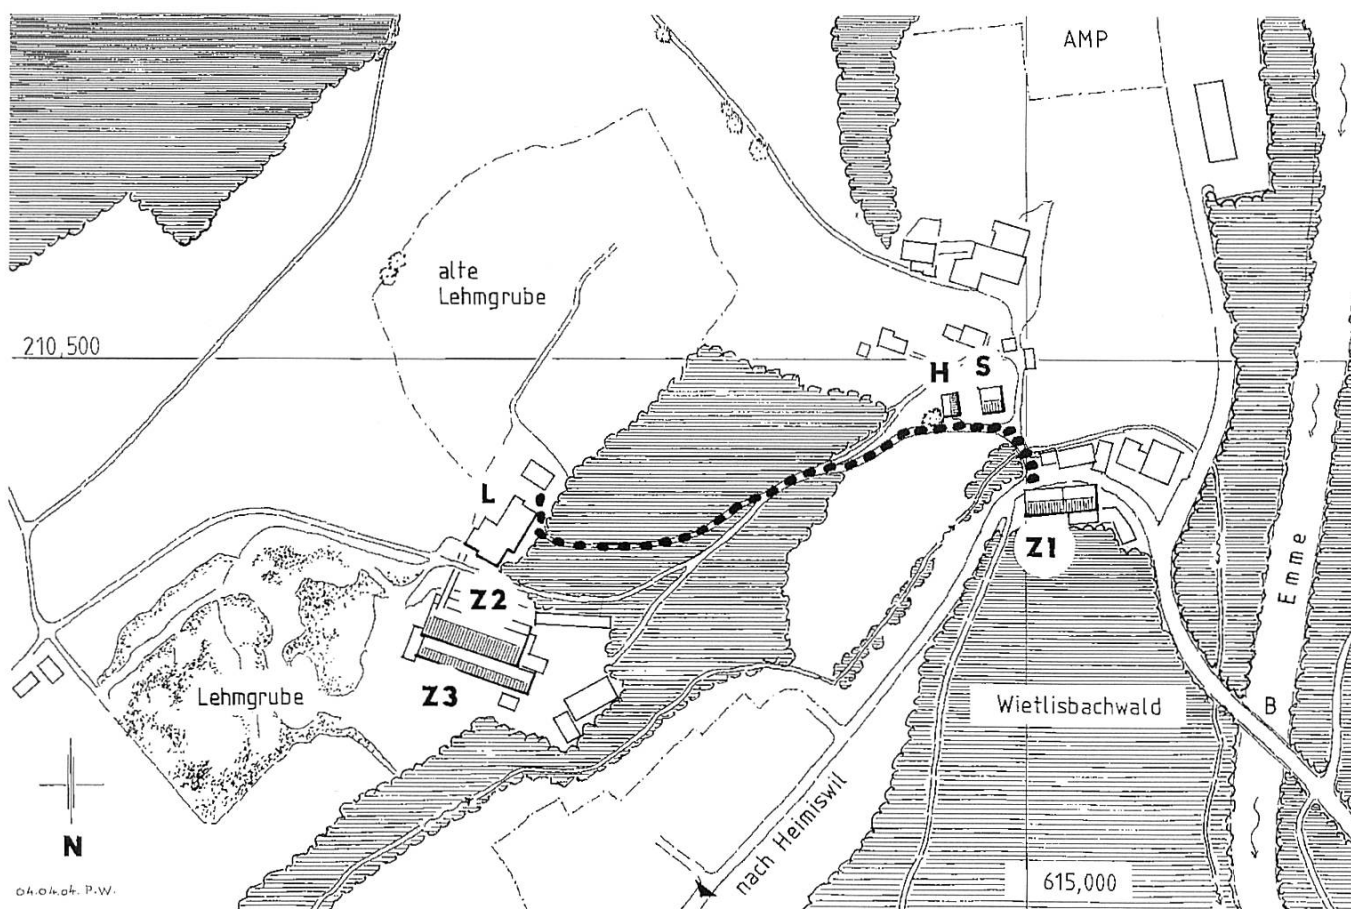 AMP
alte
Lehmgrube
210,500
H
S
L
Z1
Z2
Emme
Lehmgrube
Z3
Wietlisbachwald
B
nach Heimiswil
N
615,000
04.04.04. P.W.